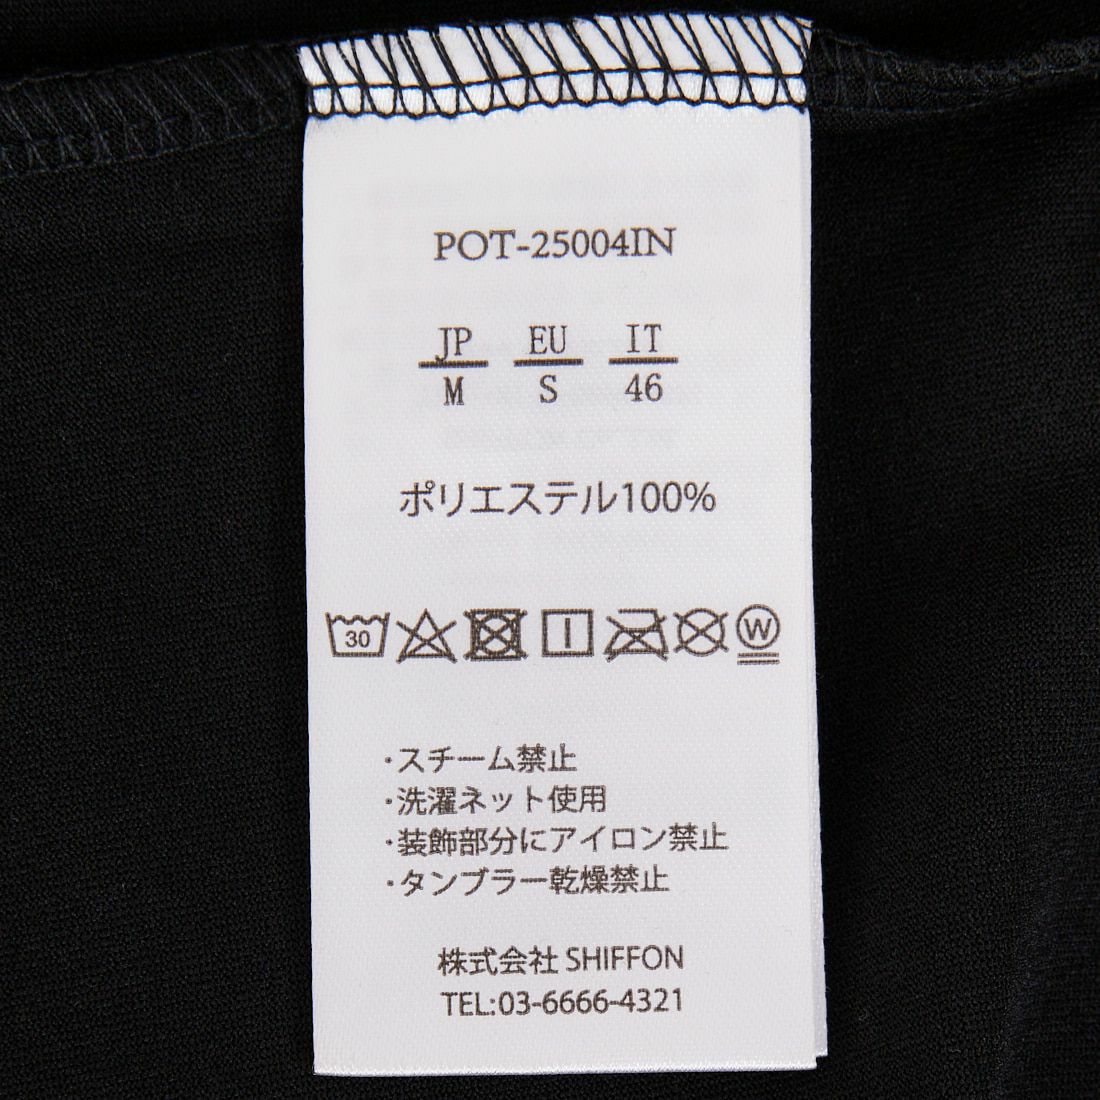 POT-25004IN
JP EU IT
M S 46
ポリエステル100%
30 W
・スチーム禁止
・洗濯ネット使用
・装飾部分にアイロン禁止
・タンブラー乾燥禁止
株式会社 SHIFFON
TEL:03-6666-4321